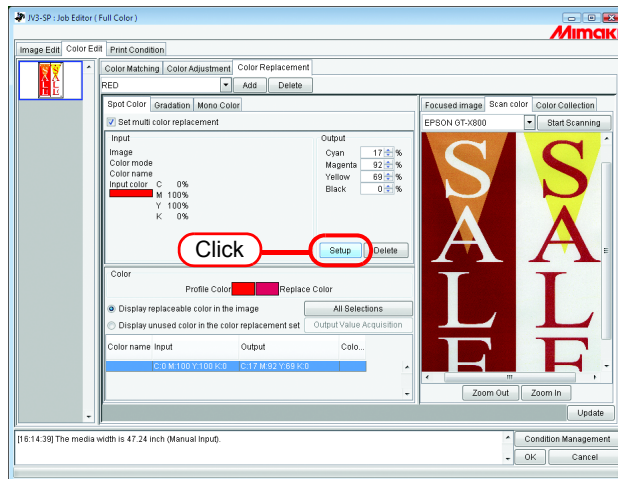 JV3-SP : Job Editor ( Full Color )
Mimaki
Image Edit Color Edit Print Condition
Color Matching Color Adjustment Color Replacement
RED Add Delete
Spot Color Gradation Mono Color
Focused image Scan color Color Collection
Set multi color replacement
EPSON GT-X800 Start Scanning
Input Output
Image
Color mode
Color name
Input color C 0%
M 100%
Y 100%
K 0%
Cyan 17 %
Magenta 92 %
Yellow 69 %
Black 0 %
Click
Setup Delete
Color
Profile Color Replace Color
Display replaceable color in the image All Selections
Display unused color in the color replacement set Output Value Acquisition
Color name Input Output Colo...
C:0 M:100 Y:100 K:0 C:17 M:92 Y:69 K:0
SALE SALE
SALE SALE
Zoom Out Zoom In
Update
[16:14:39] The media width is 47.24 inch (Manual Input).
Condition Management
OK Cancel